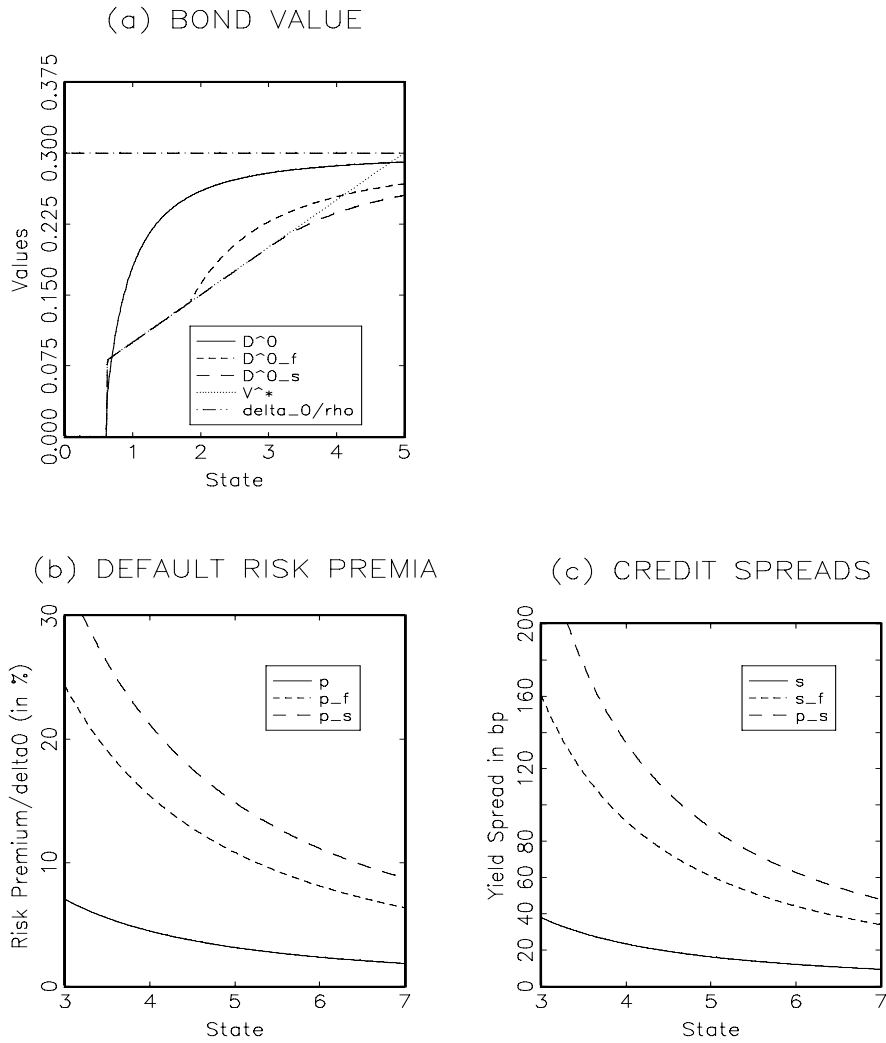 (a) BOND VALUE
Values
0.000 0.075 0.150 0.225 0.300 0.375
D^0
D^0_f
D^0_s
V^*
delta_0/rho
0 1 2 3 4 5
State
(b) DEFAULT RISK PREMIA
Risk Premium/delta0 (in %)
0 10 20 30
p
p_f
p_s
3 4 5 6 7
State
(c) CREDIT SPREADS
Yield Spread in bp
0 20 40 60 80 120 160 200
s
s_f
p_s
3 4 5 6 7
State